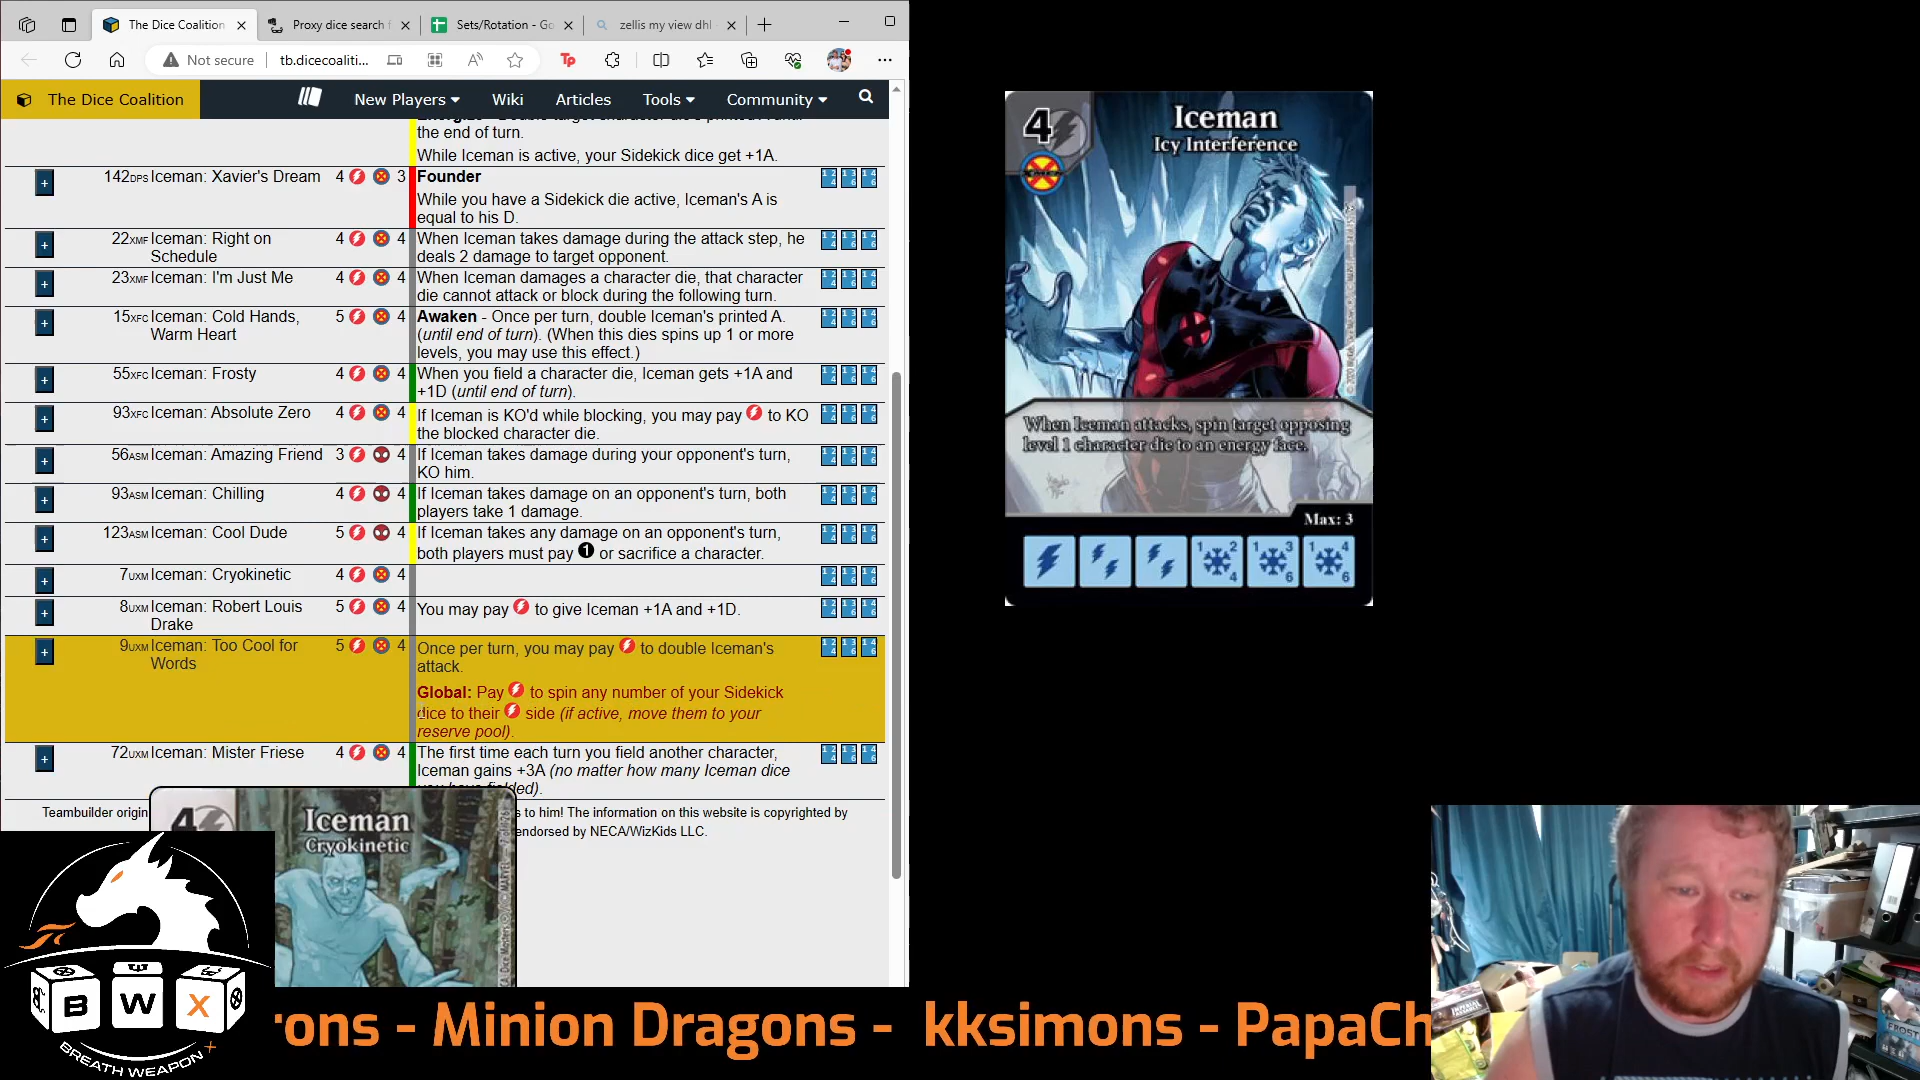 The Dice Coalition
Proxy dice search f
Sets/Rotation - Go
zellis my view dhl
Not secure
tb.dicecoaliti...
The Dice Coalition
New Players
Wiki
Articles
Tools
Community
the end of turn.
While Iceman is active, your Sidekick dice get +1A.
142DPS Iceman: Xavier's Dream 4 3 Founder
While you have a Sidekick die active, Iceman's A is
equal to his D.
22XMF Iceman: Right on Schedule 4 4 When Iceman takes damage during the attack step, he
deals 2 damage to target opponent.
23XMF Iceman: I'm Just Me 4 4 When Iceman damages a character die, that character
die cannot attack or block during the following turn.
15XFC Iceman: Cold Hands, Warm Heart 5 4 Awaken - Once per turn, double Iceman's printed A.
(until end of turn). (When this dies spins up 1 or more
levels, you may use this effect.)
55XFC Iceman: Frosty 4 4 When you field a character die, Iceman gets +1A and
+1D (until end of turn).
93XFC Iceman: Absolute Zero 4 4 If Iceman is KO'd while blocking, you may pay to KO
the blocked character die.
56ASM Iceman: Amazing Friend 3 4 If Iceman takes damage during your opponent's turn,
KO him.
93ASM Iceman: Chilling 4 4 If Iceman takes damage on an opponent's turn, both
players take 1 damage.
123ASM Iceman: Cool Dude 5 4 If Iceman takes any damage on an opponent's turn,
both players must pay 1 or sacrifice a character.
7UXM Iceman: Cryokinetic 4 4
8UXM Iceman: Robert Louis Drake 5 4 You may pay to give Iceman +1A and +1D.
9UXM Iceman: Too Cool for Words 5 4 Once per turn, you may pay to double Iceman's
attack.
Global: Pay to spin any number of your Sidekick
dice to their side (if active, move them to your
reserve pool).
72UXM Iceman: Mister Friese 4 4 The first time each turn you field another character,
Iceman gains +3A (no matter how many Iceman dice
fielded).
Teambuilder origin
s to him! The information on this website is copyrighted by
endorsed by NECA/WizKids LLC.
4
Iceman
Cryokinetic
4
Iceman
Icy Interference
X-MEN
When Iceman attacks, spin target opposing
level 1 character die to an energy face.
Max: 3
1 2 4
1 3 6
1 4 6
B W X
BREATH WEAPON X
rons - Minion Dragons - kksimons - PapaCh